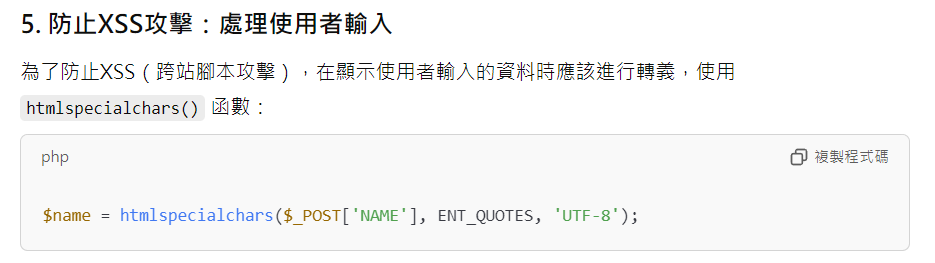 5. 防止XSS攻擊：處理使用者輸入
為了防止XSS（跨站腳本攻擊），在顯示使用者輸入的資料時應該進行轉義，使用
htmlspecialchars() 函數：
php 複製程式碼
$name = htmlspecialchars($_POST['NAME'], ENT_QUOTES, 'UTF-8');